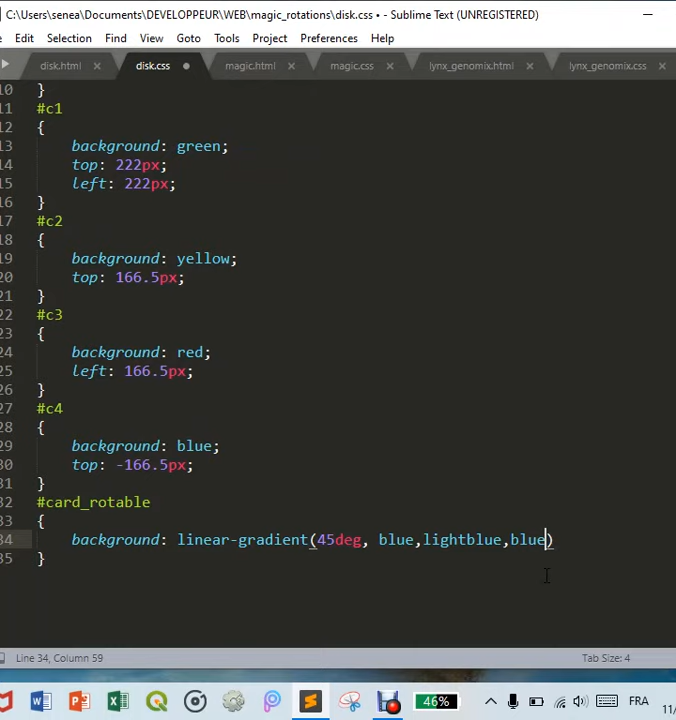 C:\Users\senea\Documents\DEVELOPPEUR\WEB\magic_rotations\disk.css • - Sublime Text (UNREGISTERED)
Edit Selection Find View Goto Tools Project Preferences Help
disk.html × disk.css magic.html × magic.css × lynx_genomix.html × lynx_genomix.css ×
10 }
11 #c1
12 {
13 background: green;
14 top: 222px;
15 left: 222px;
16 }
17 #c2
18 {
19 background: yellow;
20 top: 166.5px;
21 }
22 #c3
23 {
24 background: red;
25 left: 166.5px;
26 }
27 #c4
28 {
29 background: blue;
30 top: -166.5px;
31 }
32 #card_rotable
33 {
34 background: linear-gradient(45deg, blue,lightblue,blue)
35 }
Line 34, Column 59 Tab Size: 4
46% FRA
11/